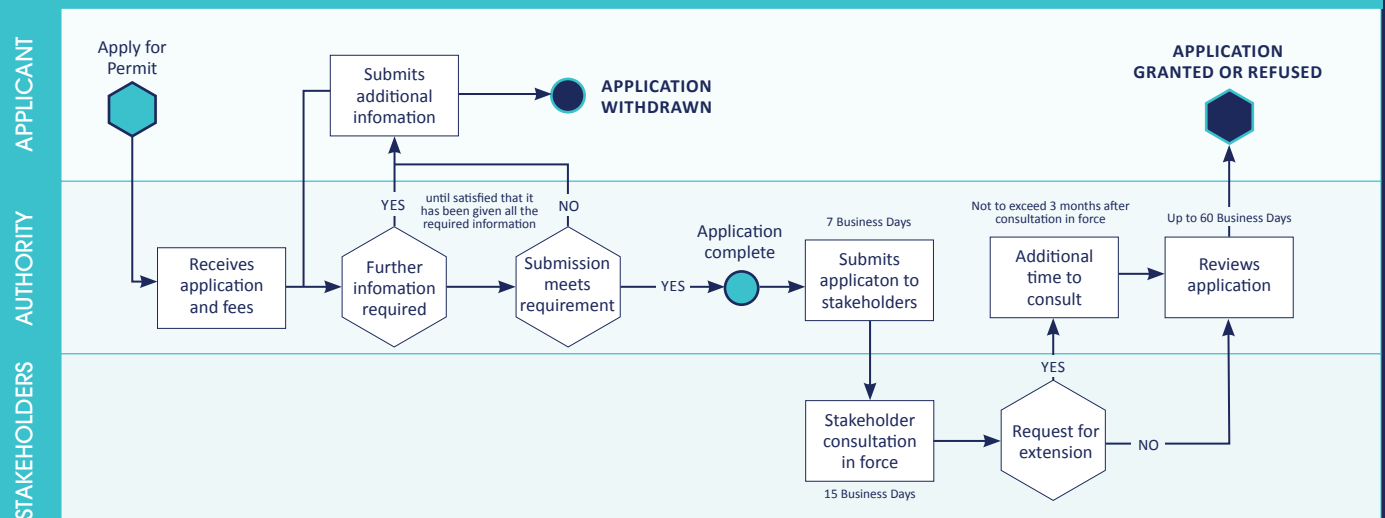 APPLICANT
Apply for
Permit
Submits
additional
infomation
APPLICATION
WITHDRAWN
APPLICATION
GRANTED OR REFUSED
AUTHORITY
Receives
application
and fees
YES
until satisfied that it
has been given all the
required information
NO
Further
infomation
required
Submission
meets
requirement
YES
Application
complete
7 Business Days
Submits
applicaton to
stakeholders
Not to exceed 3 months after
consultation in force
Additional
time to
consult
Up to 60 Business Days
Reviews
application
STAKEHOLDERS
Stakeholder
consultation
in force
15 Business Days
YES
Request for
extension
NO